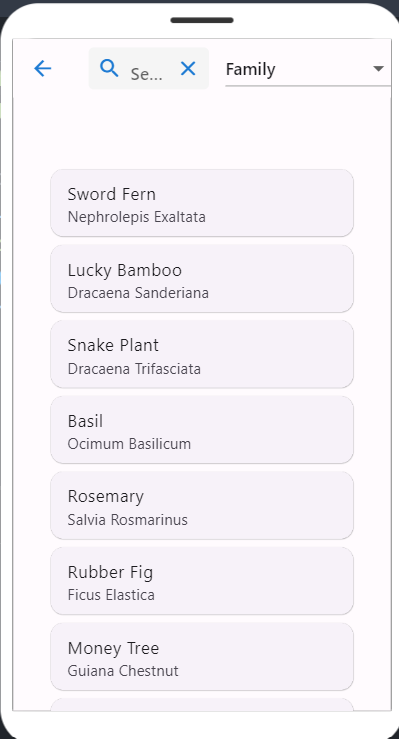 Se...
Family
Sword Fern
Nephrolepis Exaltata
Lucky Bamboo
Dracaena Sanderiana
Snake Plant
Dracaena Trifasciata
Basil
Ocimum Basilicum
Rosemary
Salvia Rosmarinus
Rubber Fig
Ficus Elastica
Money Tree
Guiana Chestnut